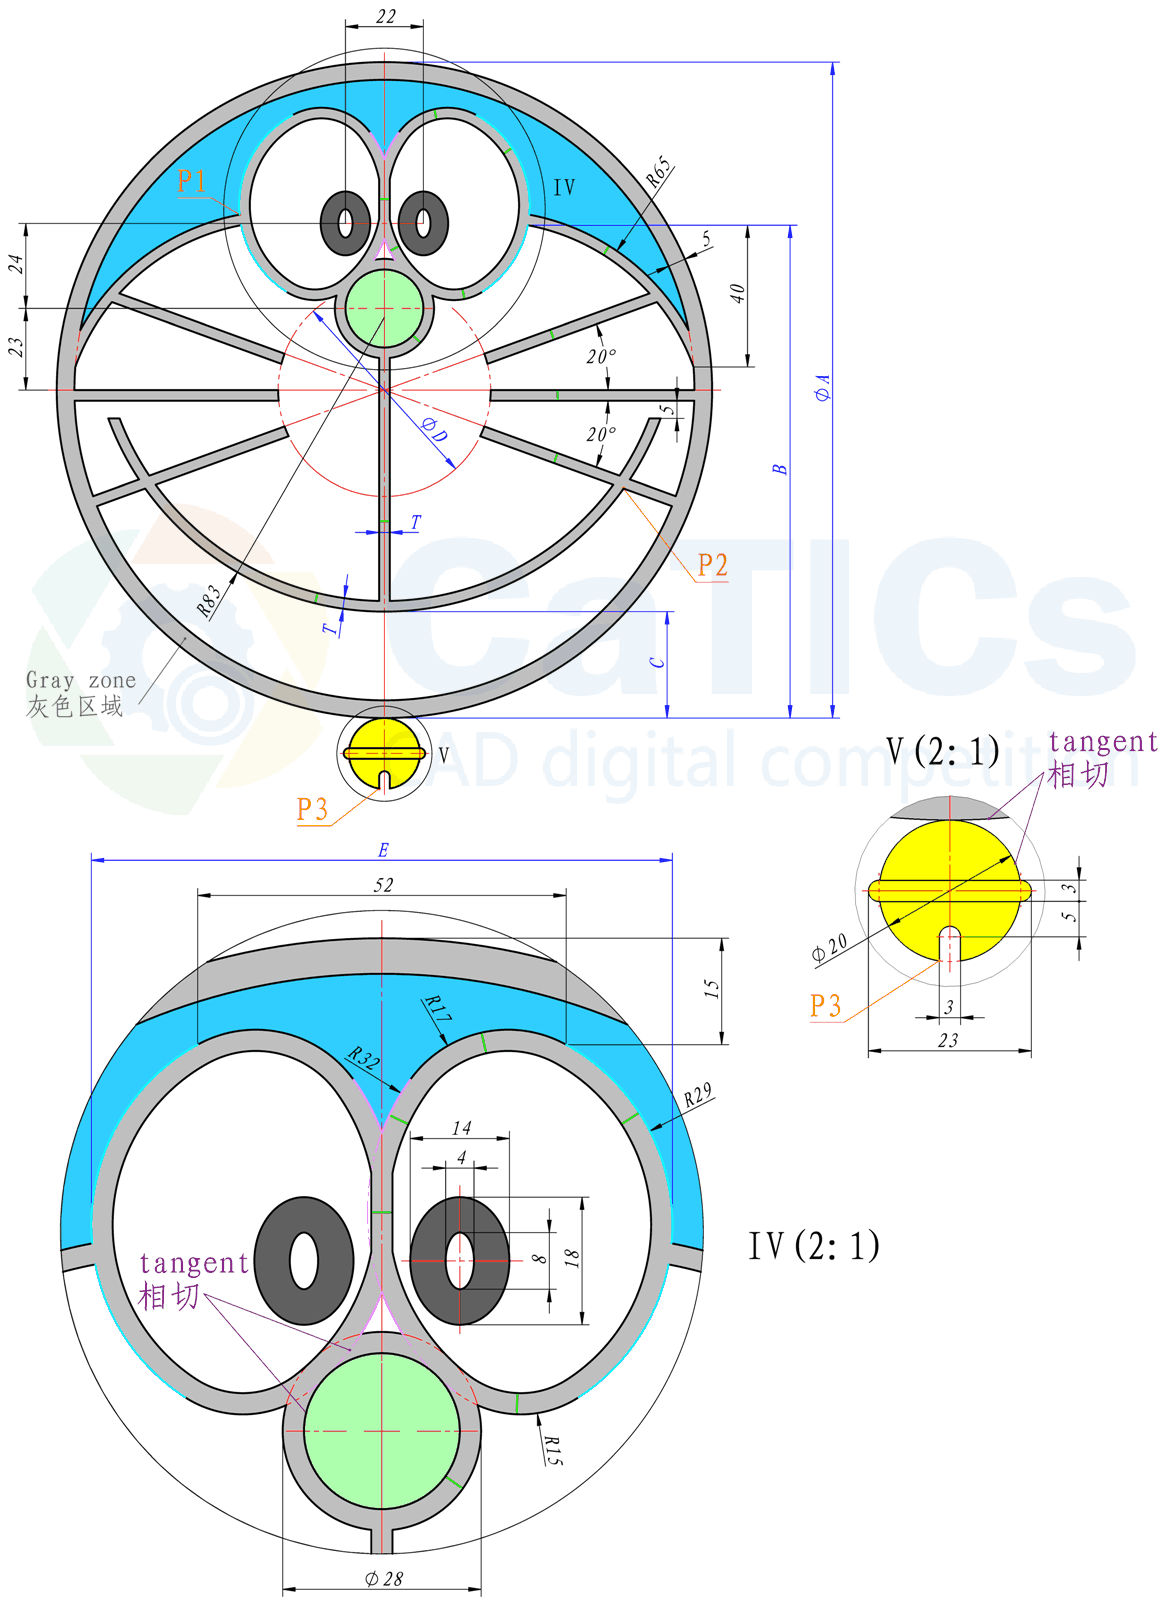 22
P1
IV
R65
5
24
40
23
20°
ΦA
5
ΦD
20°
B
T
P2
R83
T
C
Gray zone
灰色区域
CaTICs
CAD digital competition
V
P3
V(2:1)
tangent
相切
E
52
3
5
15
Φ20
R17
P3
3
R32
23
R29
14
4
tangent
相切
8
18
IV(2:1)
R15
Φ28